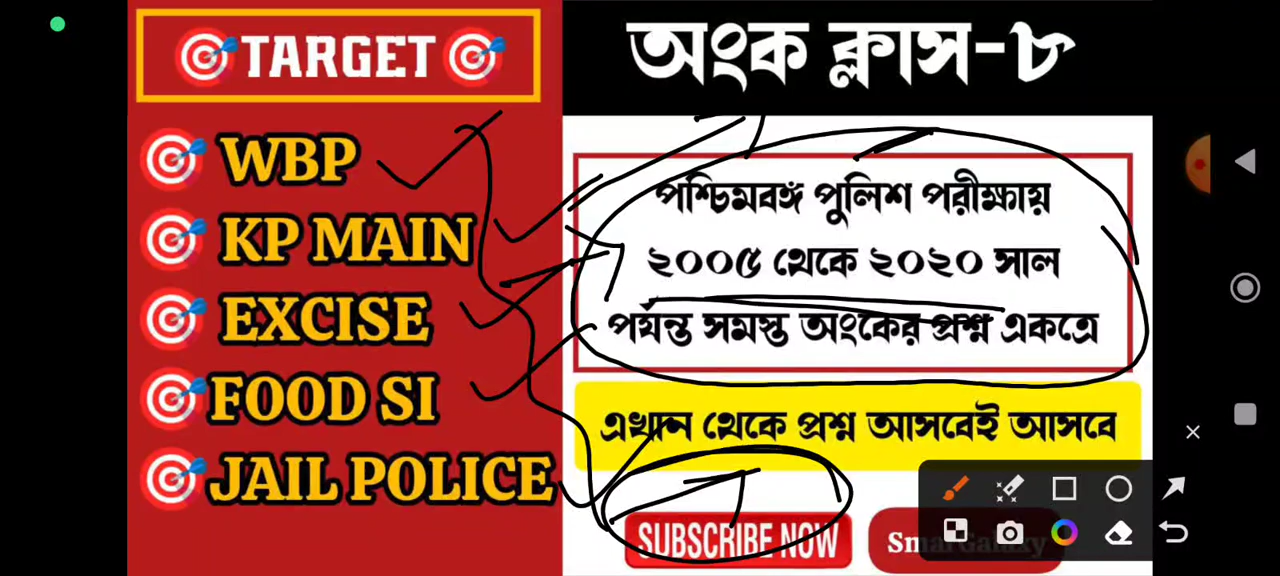 TARGET
WBP
KP MAIN
EXCISE
FOOD SI
JAIL POLICE
অংক ক্লাস-৮
পশ্চিমবঙ্গ পুলিশ পরীক্ষায়
২০০৫ থেকে ২০২০ সাল
পর্যন্ত সমস্ত অংকের প্রশ্ন একত্রে
এখান থেকে প্রশ্ন আসবেই আসবে
SUBSCRIBE NOW